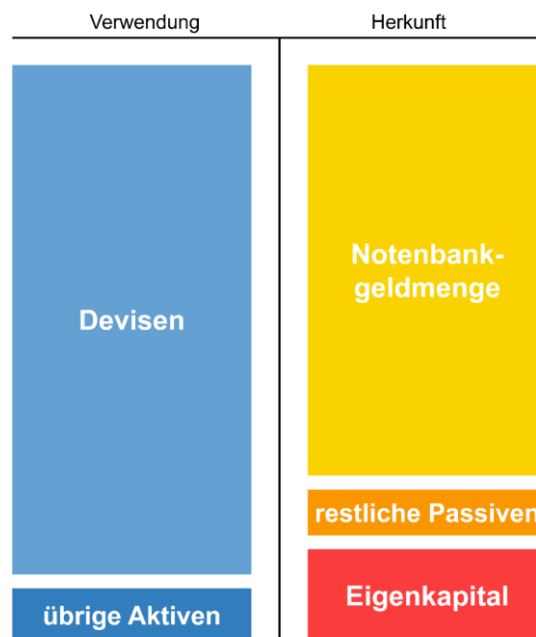 Verwendung
Herkunft
Devisen
übrige Aktiven
Notenbank-
geldmenge
restliche Passiven
Eigenkapital